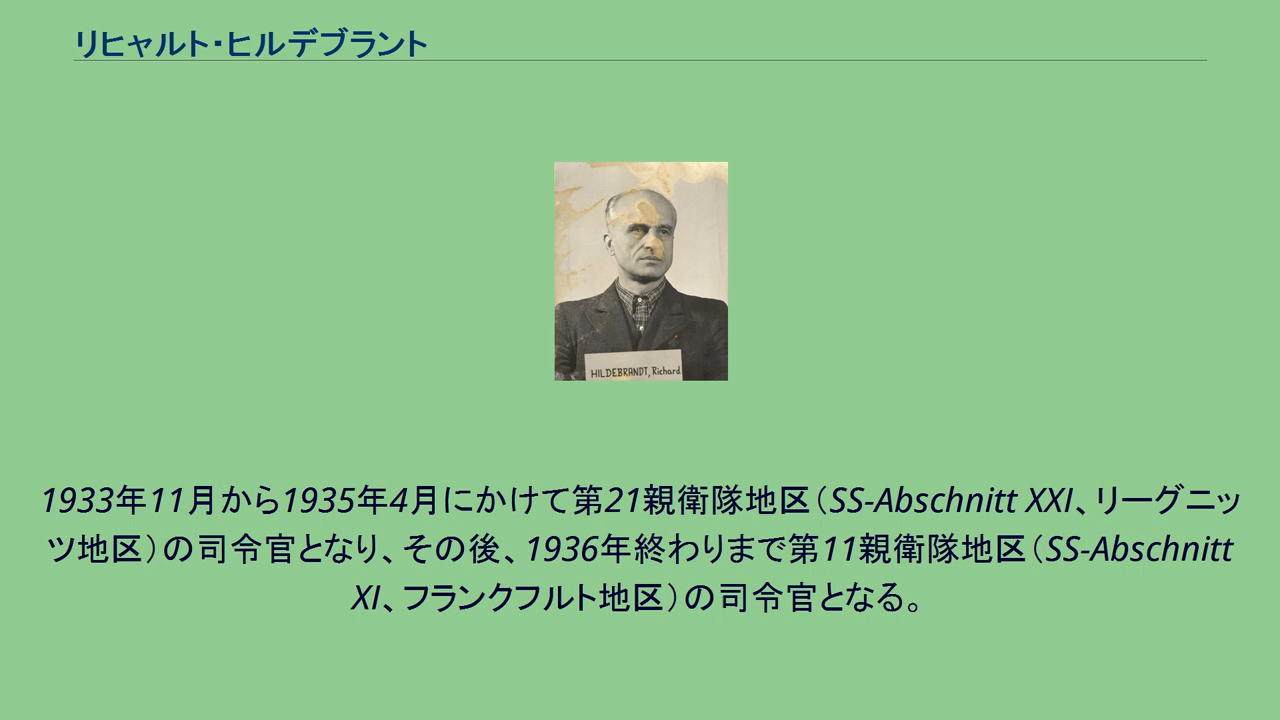 リヒャルト・ヒルデブラント
HILDEBRANDT, Richard
1933年11月から1935年4月にかけて第21親衛隊地区（SS-Abschnitt XXI、リーグニッ
ツ地区）の司令官となり、その後、1936年終わりまで第11親衛隊地区（SS-Abschnitt
XI、フランクフルト地区）の司令官となる。